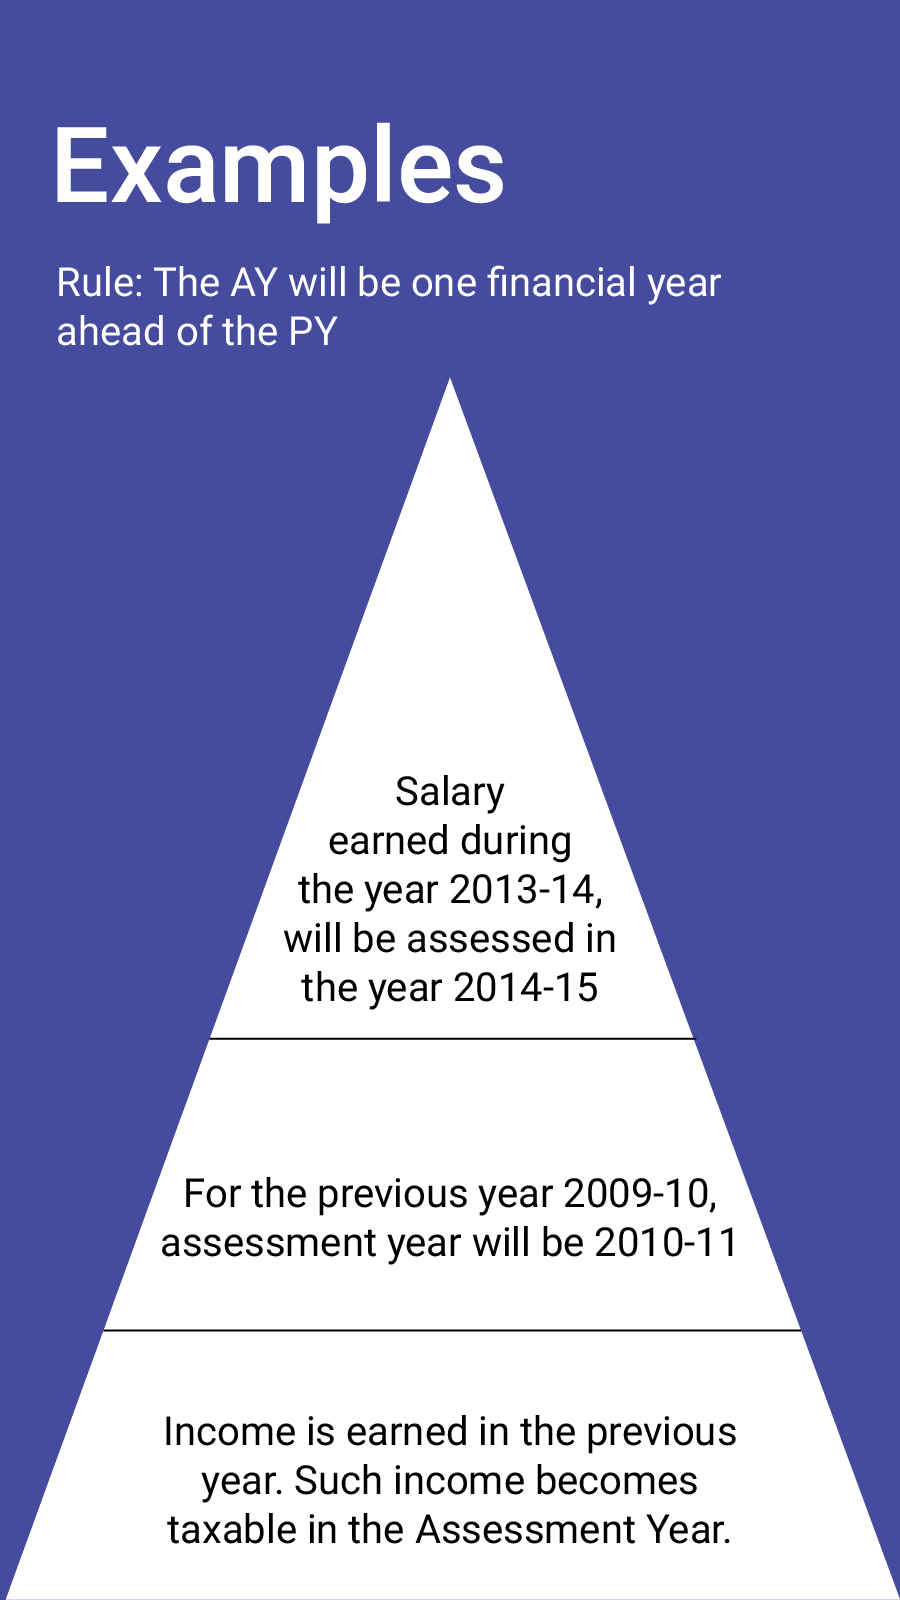 Examples
Rule: The AY will be one financial year
ahead of the PY
Salary
earned during
the year 2013-14,
will be assessed in
the year 2014-15
For the previous year 2009-10,
assessment year will be 2010-11
Income is earned in the previous
year. Such income becomes
taxable in the Assessment Year.